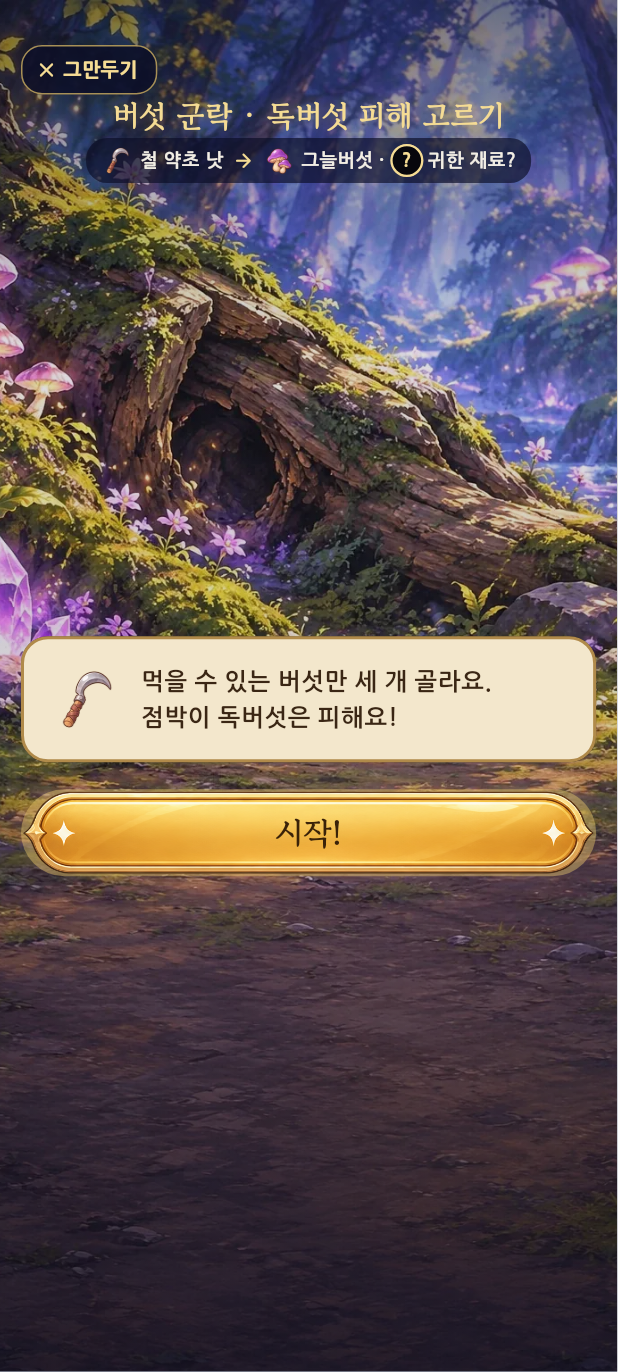 × 그만두기
버섯 군락 · 독버섯 피해 고르기
철 약초 낫 → 그늘버섯 · ? 귀한 재료?
먹을 수 있는 버섯만 세 개 골라요.
점박이 독버섯은 피해요!
시작!